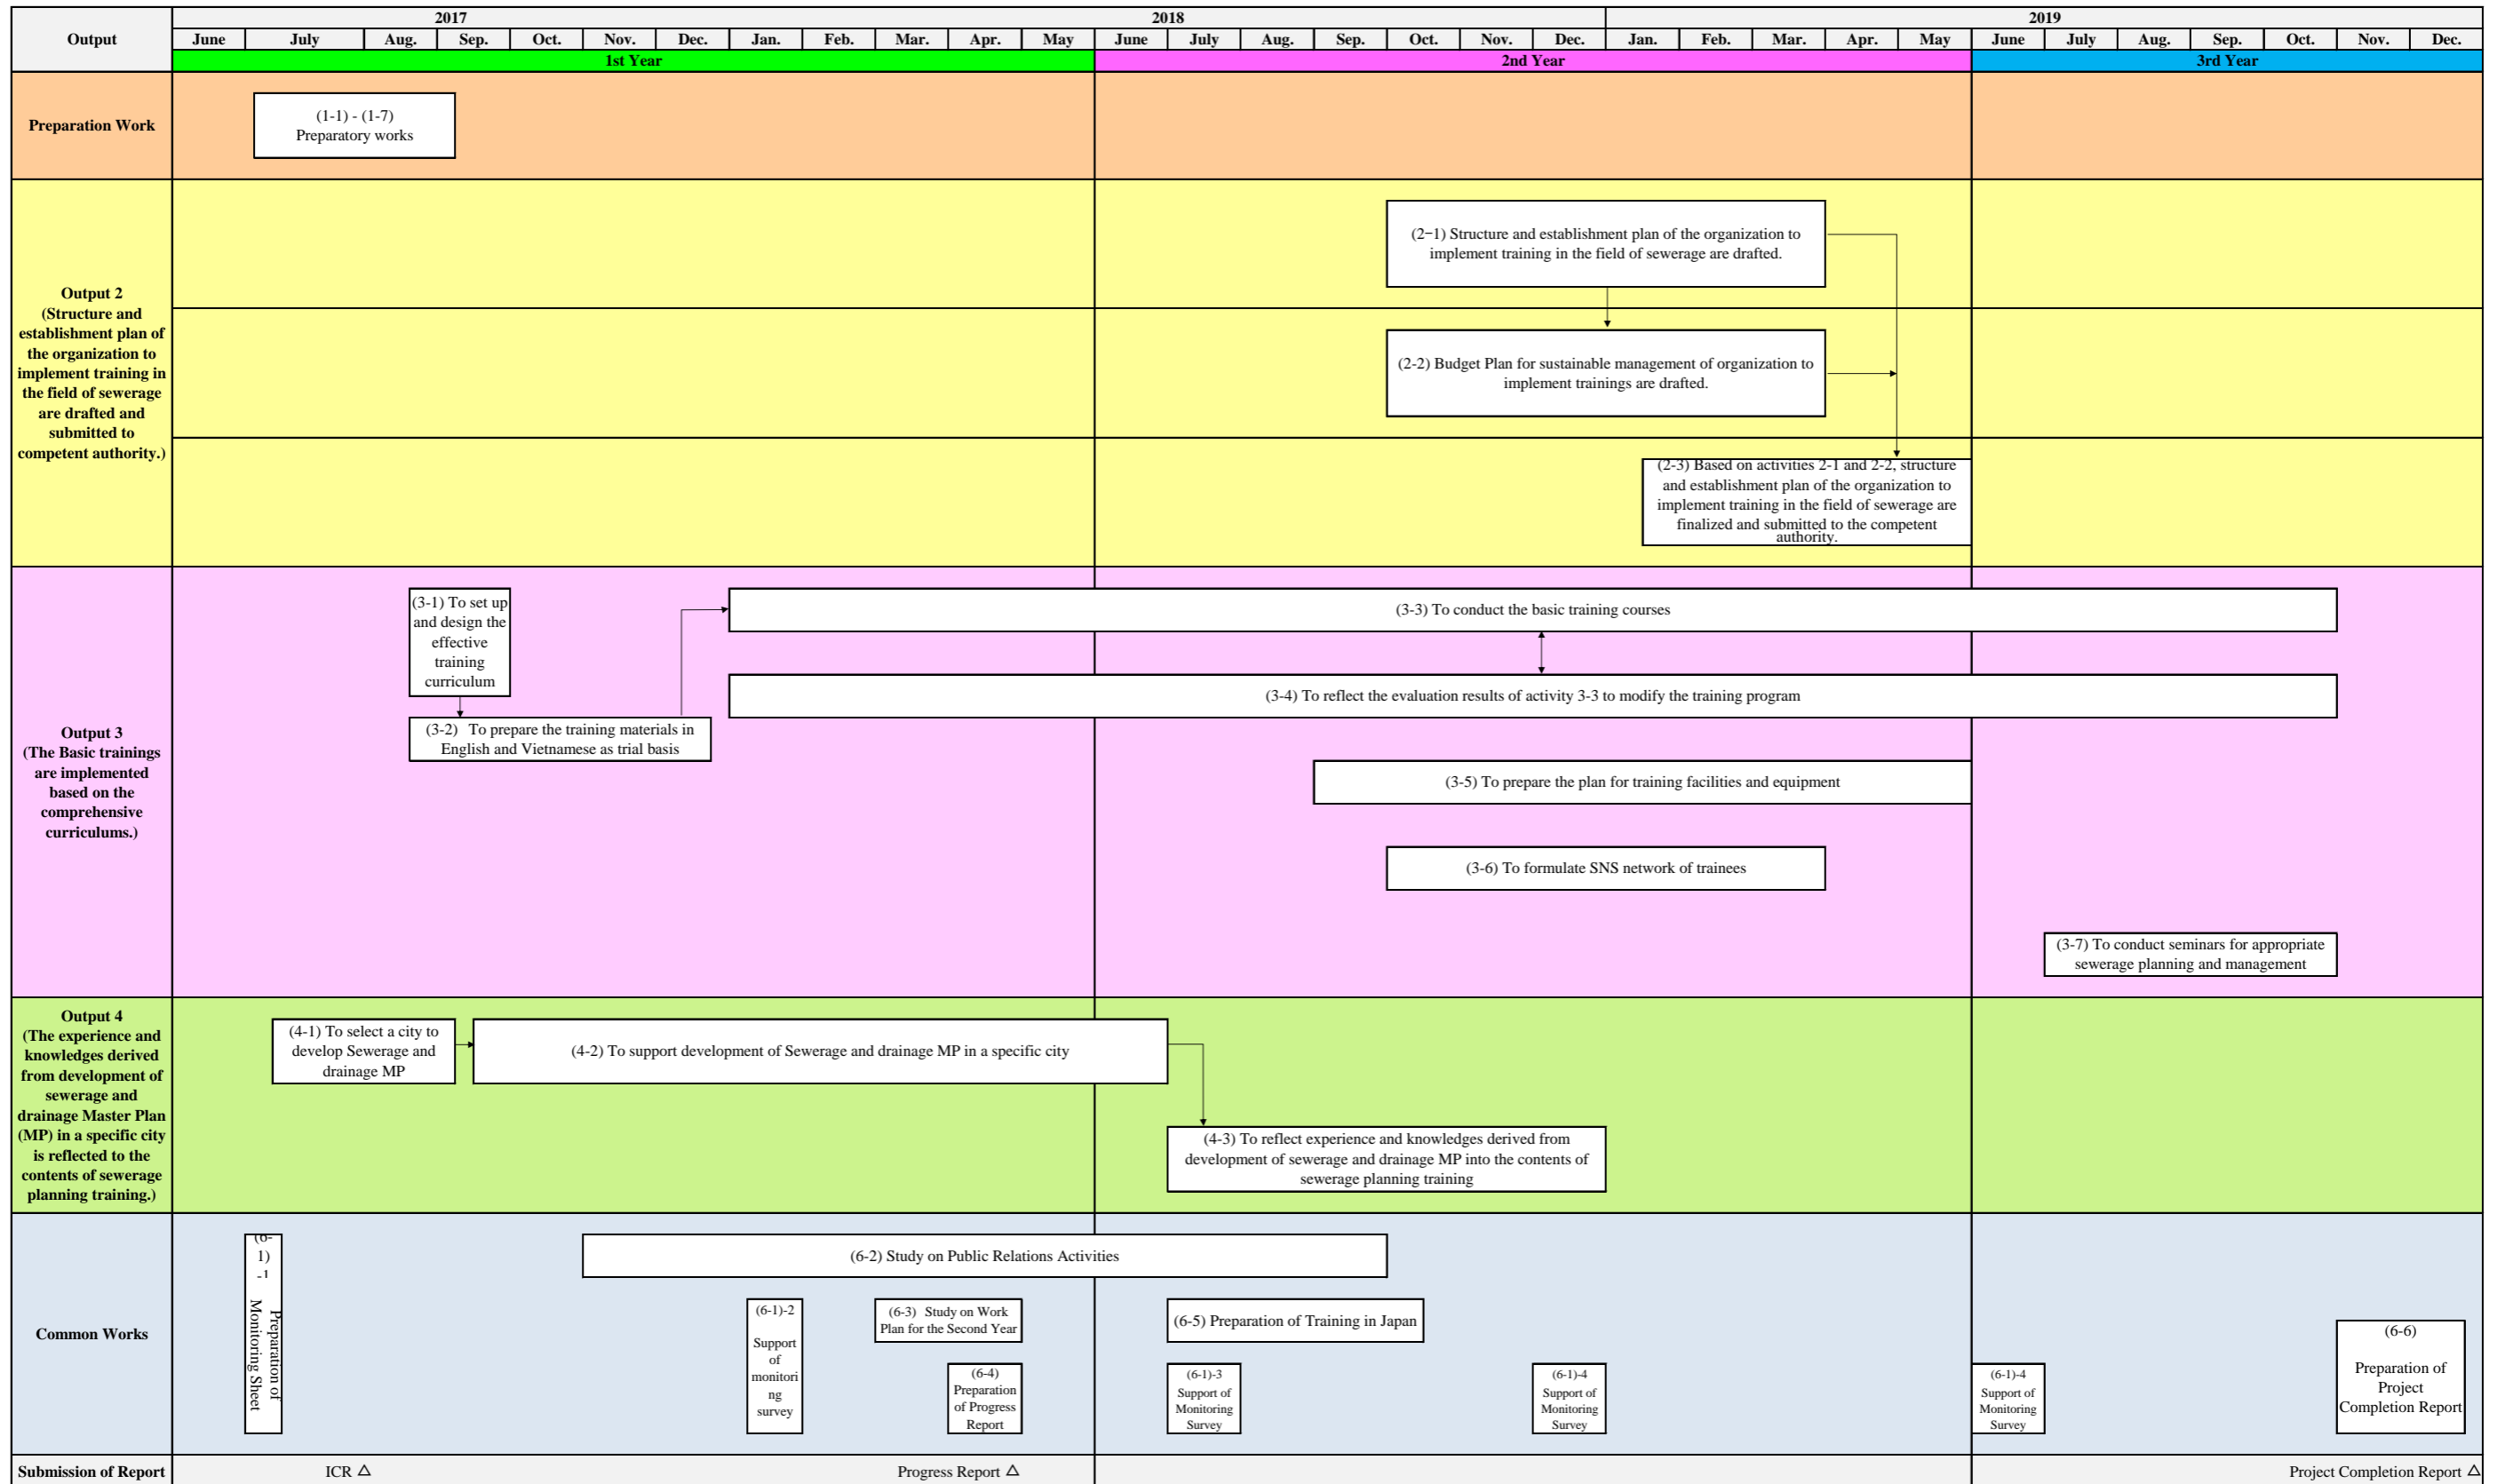 Output
2017
2018
2019
June July Aug. Sep. Oct. Nov. Dec. Jan. Feb. Mar. Apr. May June July Aug. Sep. Oct. Nov. Dec. Jan. Feb. Mar. Apr. May June July Aug. Sep. Oct. Nov. Dec.
1st Year
2nd Year
3rd Year
Preparation Work
(1-1) - (1-7)
Preparatory works
Output 2
(Structure and
establishment plan of
the organization to
implement training in
the field of sewerage
are drafted and
submitted to
competent authority.)
(2−1) Structure and establishment plan of the organization to
implement training in the field of sewerage are drafted.
(2-2) Budget Plan for sustainable management of organization to
implement trainings are drafted.
(2-3) Based on activities 2-1 and 2-2, structure
and establishment plan of the organization to
implement training in the field of sewerage are
finalized and submitted to the competent
authority.
Output 3
(The Basic trainings
are implemented
based on the
comprehensive
curriculums.)
(3-1) To set up
and design the
effective
training
curriculum
(3-2) To prepare the training materials in
English and Vietnamese as trial basis
(3-3) To conduct the basic training courses
(3-4) To reflect the evaluation results of activity 3-3 to modify the training program
(3-5) To prepare the plan for training facilities and equipment
(3-6) To formulate SNS network of trainees
(3-7) To conduct seminars for appropriate
sewerage planning and management
Output 4
(The experience and
knowledges derived
from development of
sewerage and
drainage Master Plan
(MP) in a specific city
is reflected to the
contents of sewerage
planning training.)
(4-1) To select a city to
develop Sewerage and
drainage MP
(4-2) To support development of Sewerage and drainage MP in a specific city
(4-3) To reflect experience and knowledges derived from
development of sewerage and drainage MP into the contents of
sewerage planning training
Common Works
(6-
1)
-1
Preparation of
Monitoring Sheet
(6-2) Study on Public Relations Activities
(6-1)-2
Support
of
monitori
ng
survey
(6-3) Study on Work
Plan for the Second Year
(6-4)
Preparation
of Progress
Report
(6-5) Preparation of Training in Japan
(6-1)-3
Support of
Monitoring
Survey
(6-1)-4
Support of
Monitoring
Survey
(6-1)-4
Support of
Monitoring
Survey
(6-6)
Preparation of
Project
Completion Report
Submission of Report
ICR △
Progress Report △
Project Completion Report △